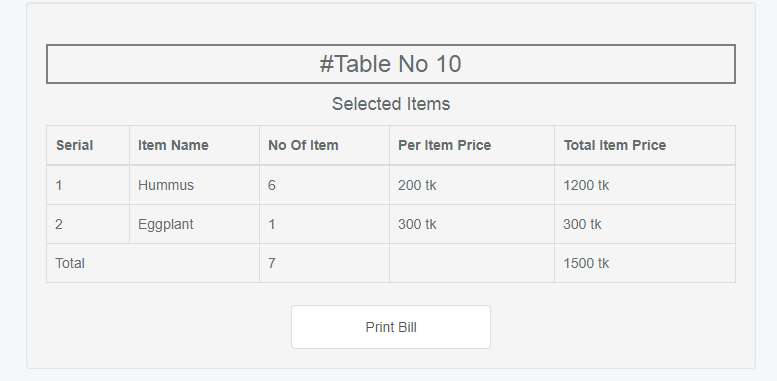 #Table No 10
Selected Items
Serial Item Name No Of Item Per Item Price Total Item Price
1 Hummus 6 200 tk 1200 tk
2 Eggplant 1 300 tk 300 tk
Total 7 1500 tk
Print Bill